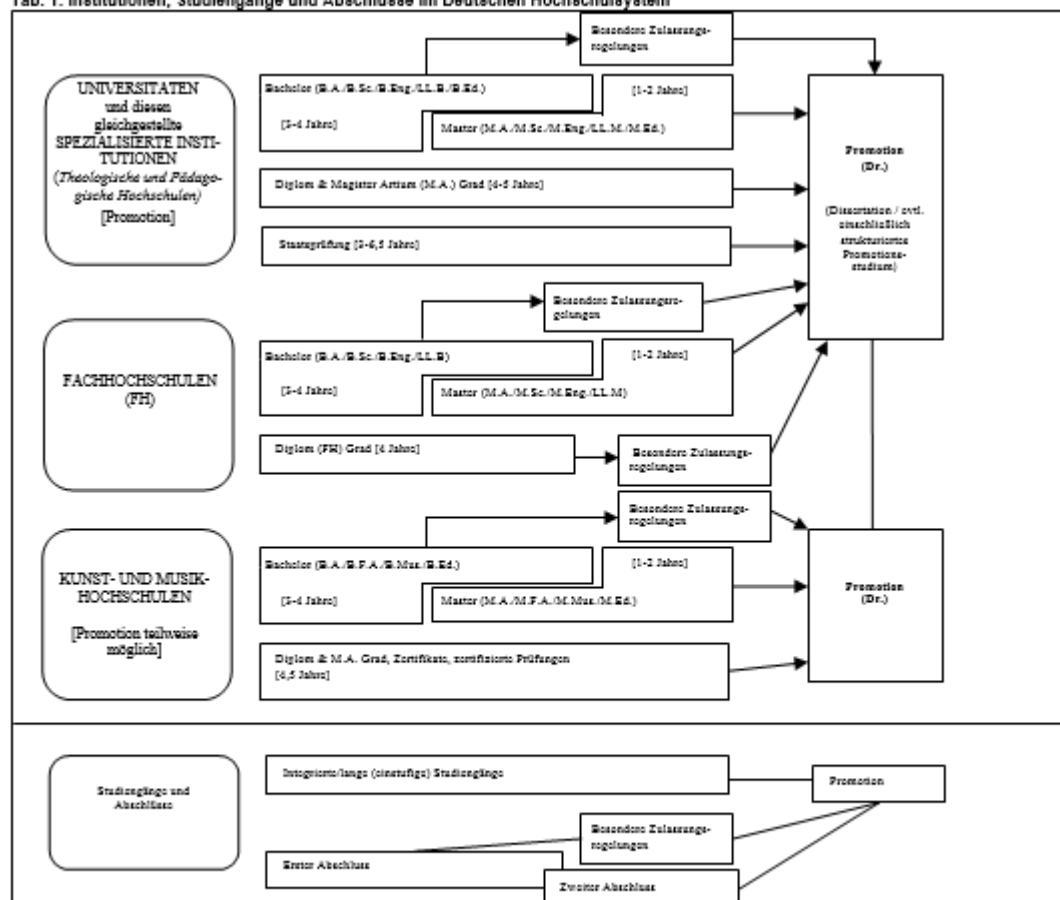 Tab. 1: Institutionen, Studiengänge und Abschlüsse im Deutschen Hochschulsystem
Besondere Zulassungs-
regelungen
UNIVERSITÄTEN
und diesen
gleichgestellte
SPEZIALISIERTE INSTI-
TUTIONEN
(Theologische und Pädago-
gische Hochschulen)
[Promotion]
Bachelor (B.A./B.Sc./B.Eng./LL.B./B.Ed.)
[3-4 Jahre]
[1-2 Jahre]
Master (M.A./M.Sc./M.Eng./LL.M./M.Ed.)
Diplom & Magister Artium (M.A.) Grad [4-5 Jahre]
Staatsprüfung [3-6,5 Jahre]
Promotion
(Dr.)
(Dissertation / evtl.
einschließlich
strukturiertes
Promotions-
studium)
Besondere Zulassungsre-
gelungen
FACHHOCHSCHULEN
(FH)
Bachelor (B.A./B.Sc./B.Eng./LL.B)
[3-4 Jahre]
[1-2 Jahre]
Master (M.A./M.Sc./M.Eng./LL.M)
Diplom (FH) Grad [4 Jahre]
Besondere Zulassungs-
regelungen
Besondere Zulassungs-
regelungen
KUNST- UND MUSIK-
HOCHSCHULEN
[Promotion teilweise
möglich]
Bachelor (B.A./B.F.A./B.Mus./B.Ed.)
[3-4 Jahre]
[1-2 Jahre]
Master (M.A./M.F.A./M.Mus./M.Ed.)
Diplom & M.A. Grad, Zertifikate, zertifizierte Prüfungen
[4,5 Jahre]
Promotion
(Dr.)
Studiengänge und
Abschlüsse
Integrierte/lange (einstufige) Studiengänge
Promotion
Besondere Zulassungs-
regelungen
Erster Abschluss
Zweiter Abschluss